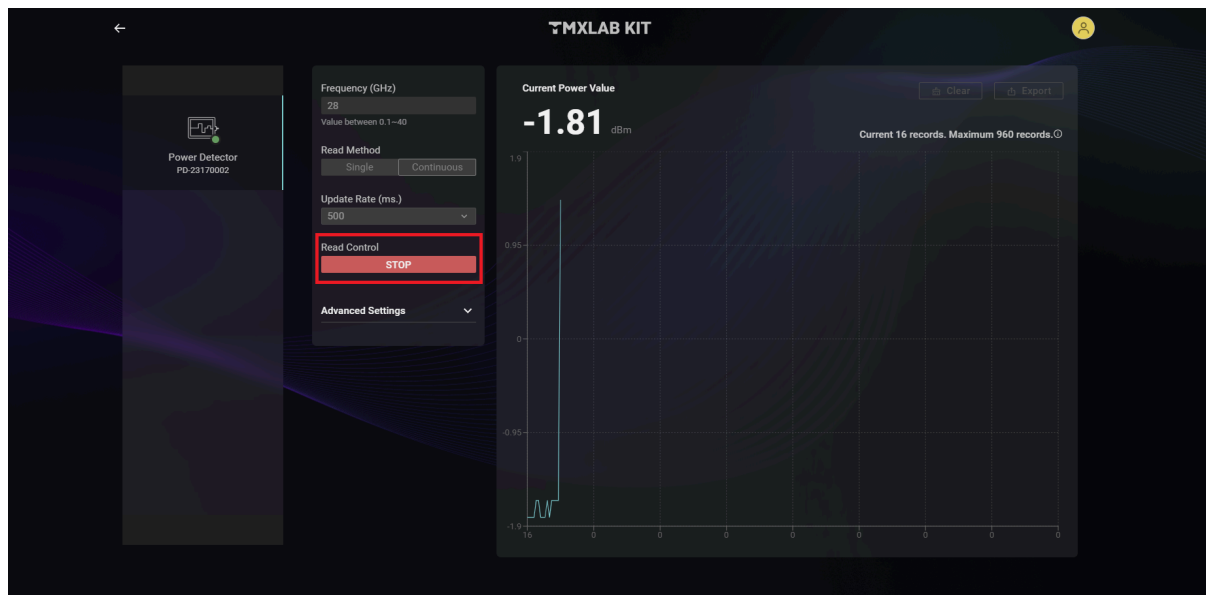 TMXLAB KIT
Power Detector
PD-23170002
Frequency (GHz)
28
Value between 0.1~40
Read Method
Single Continuous
Update Rate (ms.)
500
Read Control
STOP
Advanced Settings
Current Power Value
-1.81 dBm
Clear Export
Current 16 records. Maximum 960 records.
1.9
0.95
0
-0.95
-1.9
16 0 0 0 0 0 0 0 0